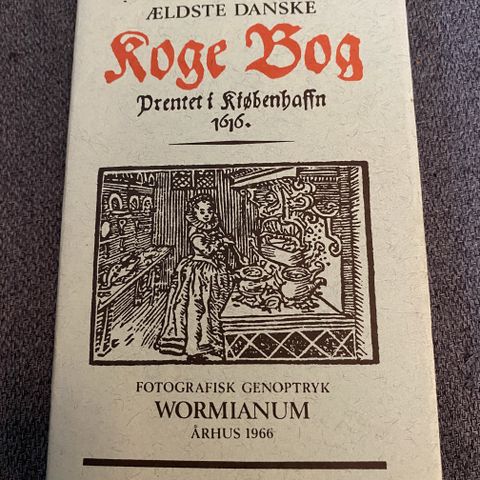 ÆLDSTE DANSKE
Koge Bog
Prentet i Kiøbenhaffn
1616.
FOTOGRAFISK GENOPTRYK
WORMIANUM
ÅRHUS 1966